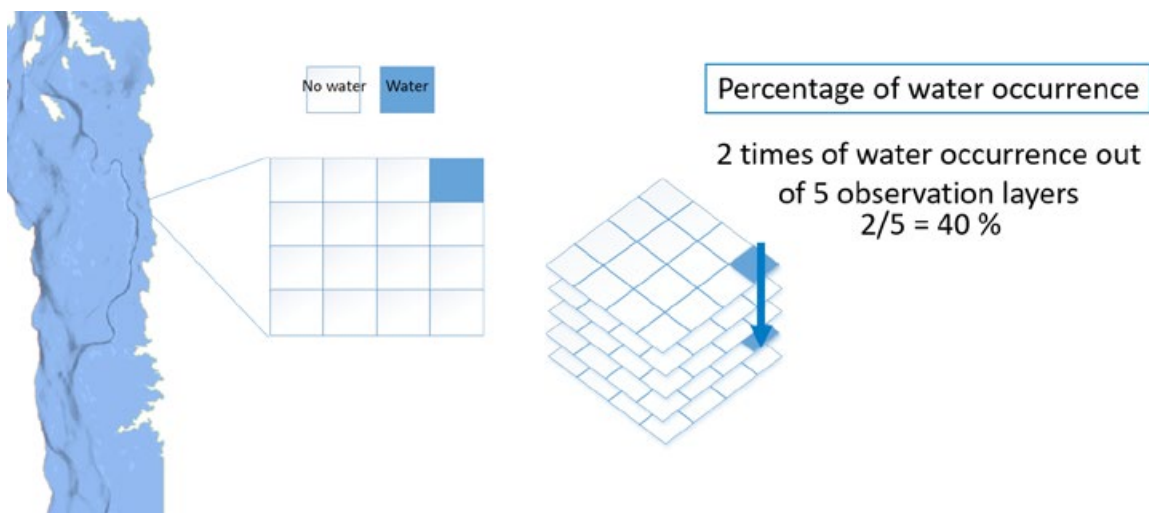 No water
Water
Percentage of water occurrence
2 times of water occurrence out
of 5 observation layers
2/5 = 40 %